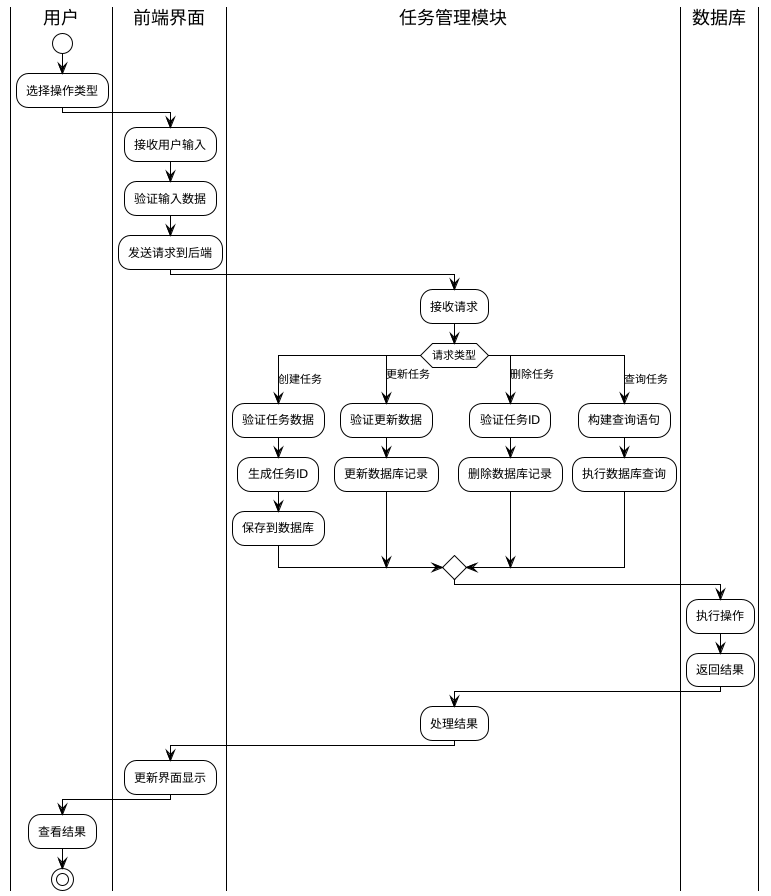 用户
前端界面
任务管理模块
数据库
选择操作类型
接收用户输入
验证输入数据
发送请求到后端
接收请求
请求类型
创建任务
更新任务
删除任务
查询任务
验证任务数据
验证更新数据
验证任务ID
构建查询语句
生成任务ID
更新数据库记录
删除数据库记录
执行数据库查询
保存到数据库
执行操作
返回结果
处理结果
更新界面显示
查看结果